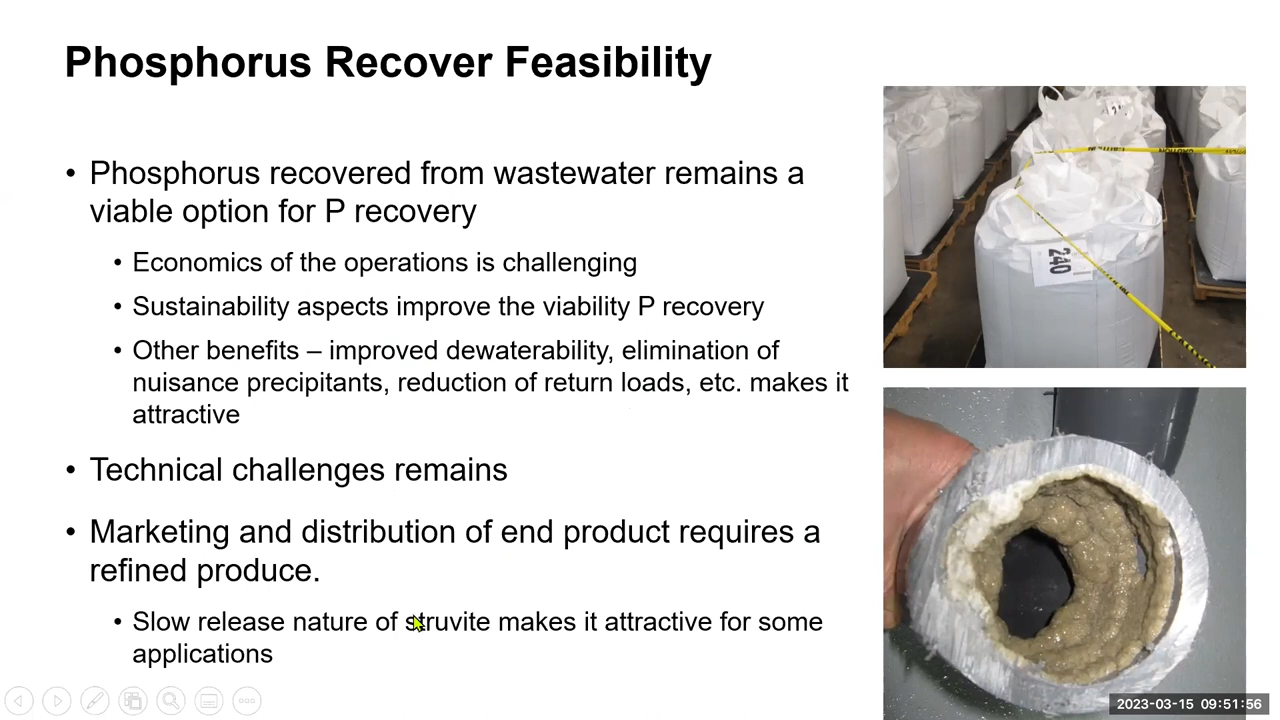 Phosphorus Recover Feasibility
• Phosphorus recovered from wastewater remains a
viable option for P recovery
• Economics of the operations is challenging
• Sustainability aspects improve the viability P recovery
• Other benefits – improved dewaterability, elimination of
nuisance precipitants, reduction of return loads, etc. makes it
attractive
• Technical challenges remains
• Marketing and distribution of end product requires a
refined produce.
• Slow release nature of struvite makes it attractive for some
applications
240
2023-03-15 09:51:56